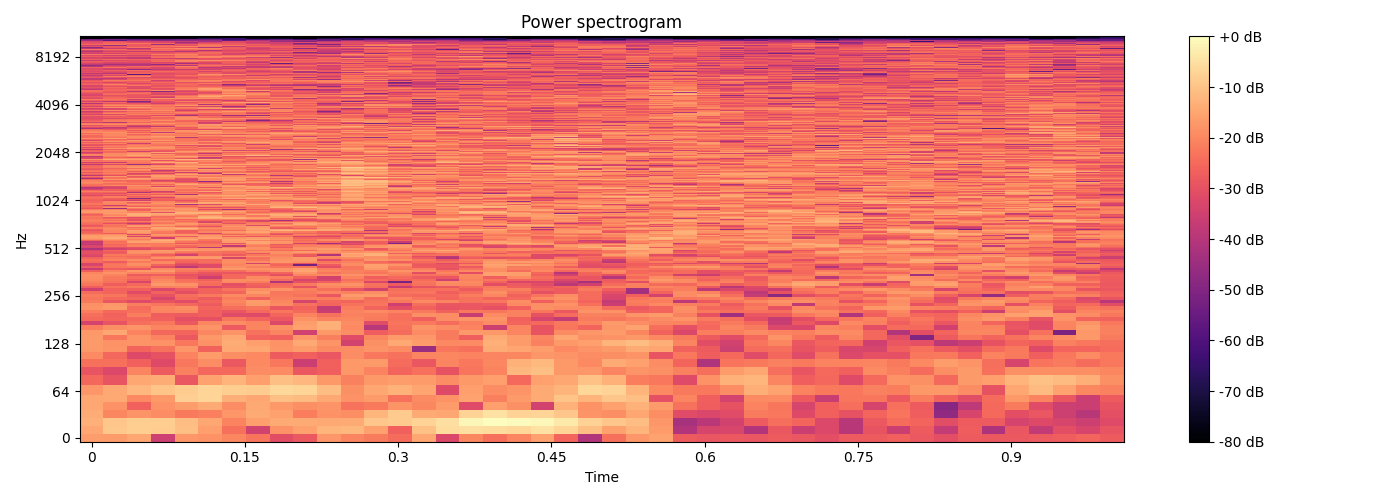 Power spectrogram
Hz
8192
4096
2048
1024
512
256
128
64
0
0 0.15 0.3 0.45 0.6 0.75 0.9
Time
+0 dB
-10 dB
-20 dB
-30 dB
-40 dB
-50 dB
-60 dB
-70 dB
-80 dB